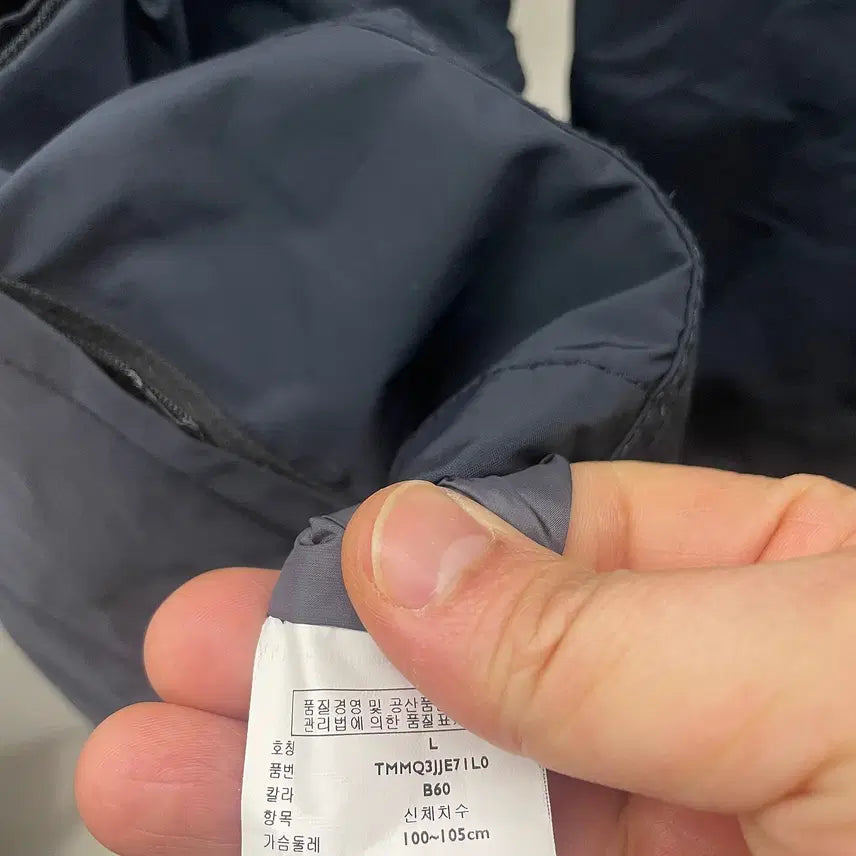 품질경영 및 공산품
관리법에 의한 품질표
호칭 L
품번 TMMQ3JJE71L0
칼라 B60
항목 신체치수
가슴둘레 100~105cm